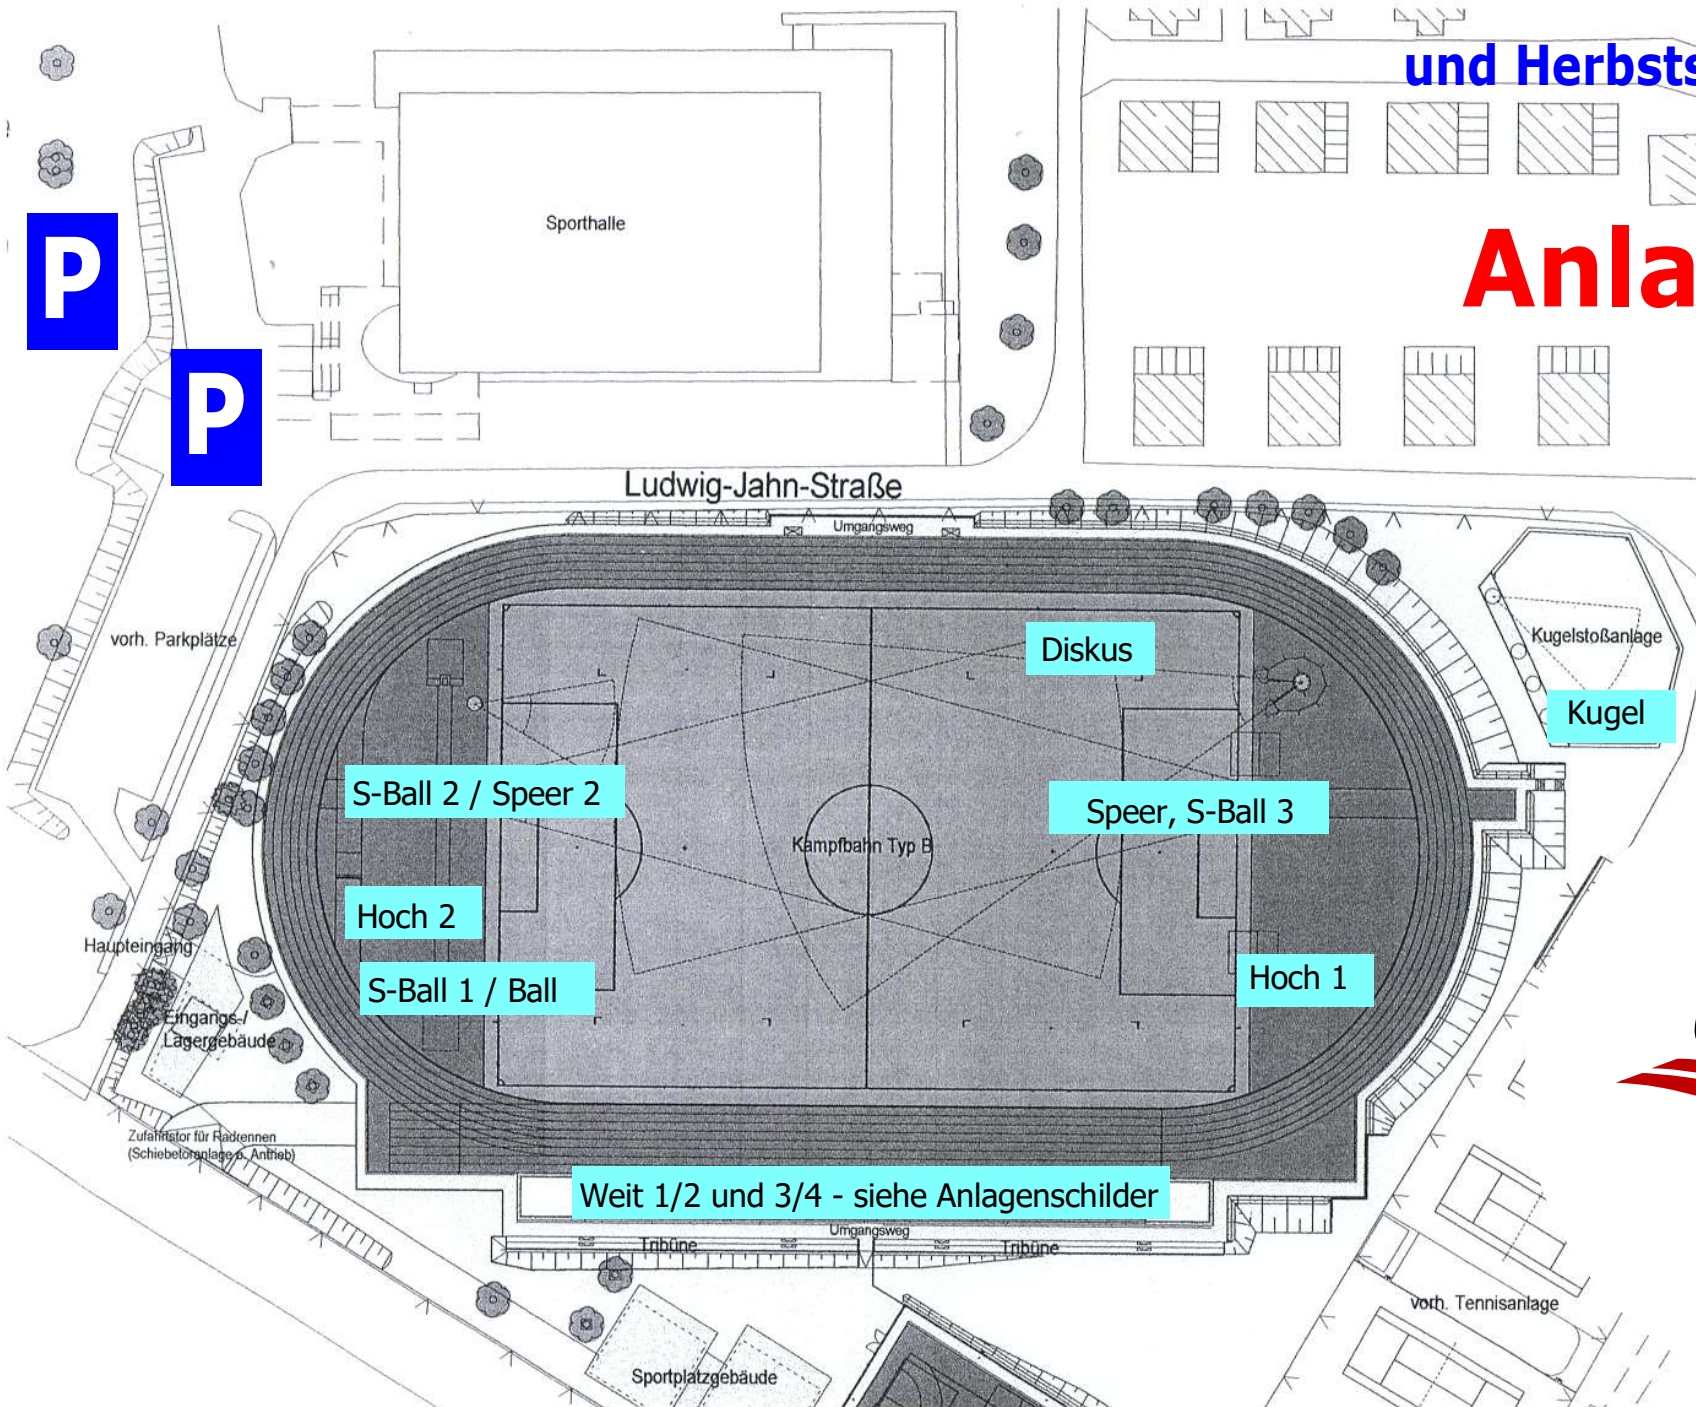 und Herbsts
Anla
P
P
Sporthalle
Ludwig-Jahn-Straße
Umgangsweg
vorh. Parkplätze
Diskus
Kugelstoßanlage
Kugel
S-Ball 2 / Speer 2
Speer, S-Ball 3
Kampfbahn Typ B
Hoch 2
Haupteingang
S-Ball 1 / Ball
Hoch 1
Eingangs-/
Lagergebäude
Zufahrtstor für Radrennen
(Schiebetoranlage o. Antrieb)
Weit 1/2 und 3/4 - siehe Anlagenschilder
Umgangsweg
Tribüne
Tribüne
vorh. Tennisanlage
Sportplatzgebäude